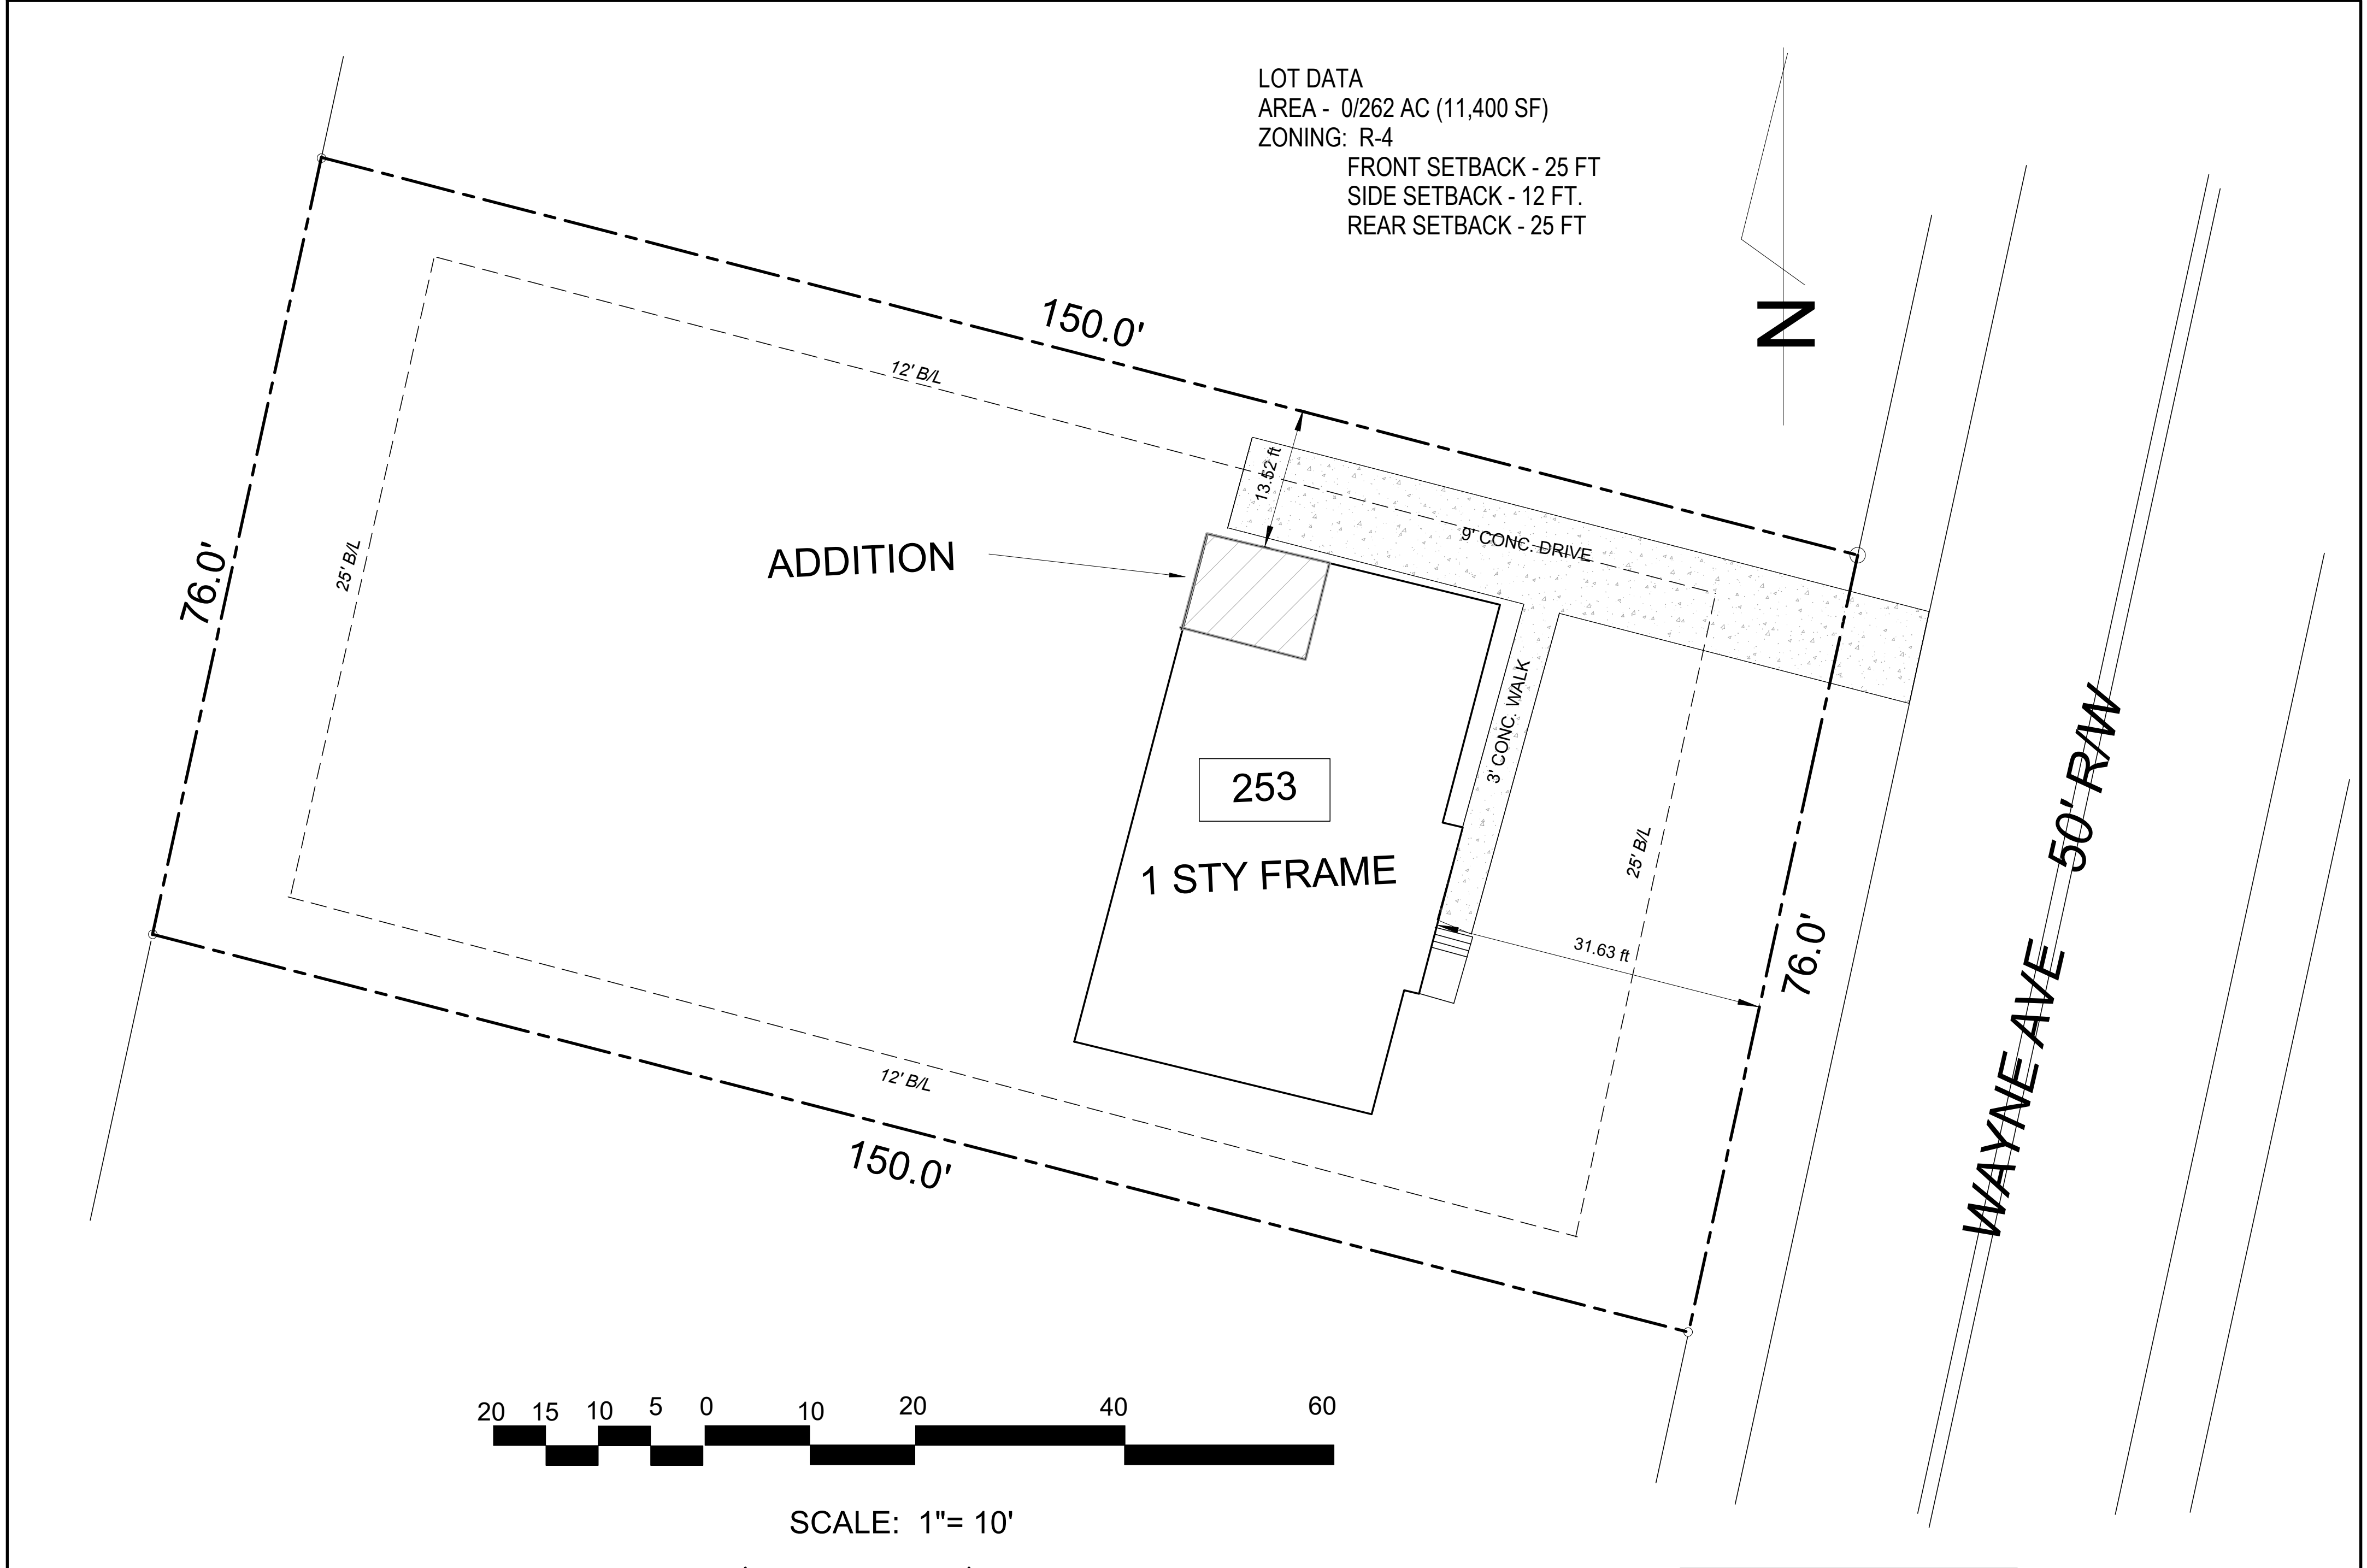 LOT DATA
AREA - 0/262 AC (11,400 SF)
ZONING: R-4
FRONT SETBACK - 25 FT
SIDE SETBACK - 12 FT.
REAR SETBACK - 25 FT
N
150.0'
12' B/L
13.52 ft
9' CONC. DRIVE
ADDITION
76.0'
25' B/L
3' CONC. WALK
253
1 STY FRAME
25' B/L
31.63 ft
76.0'
WAYNE AVE 50' R/W
12' B/L
150.0'
20 15 10 5 0 10 20 40 60
SCALE: 1"= 10'